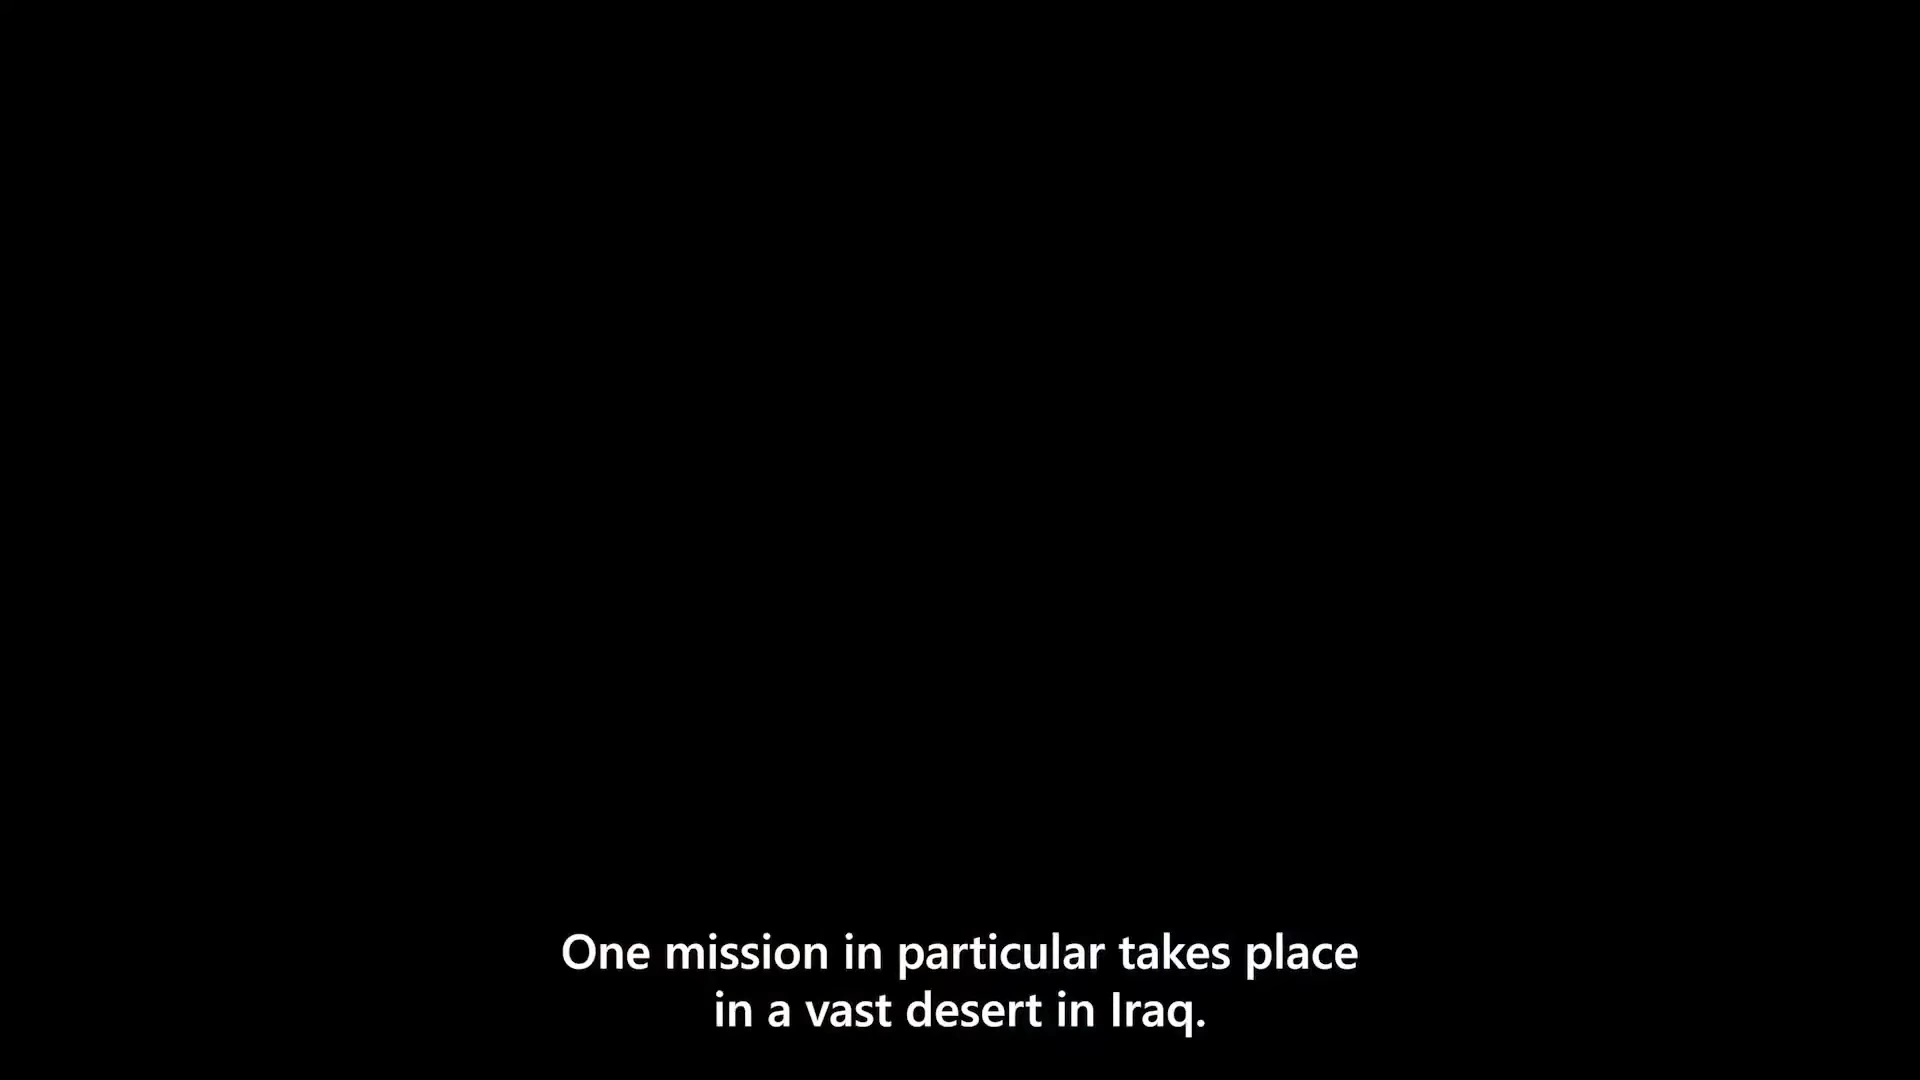 One mission in particular takes place
in a vast desert in Iraq.